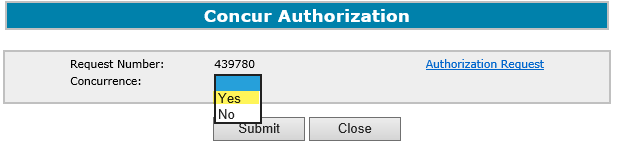 Concur Authorization
Request Number: 439780 Authorization Request
Concurrence:
Yes
No
Submit Close